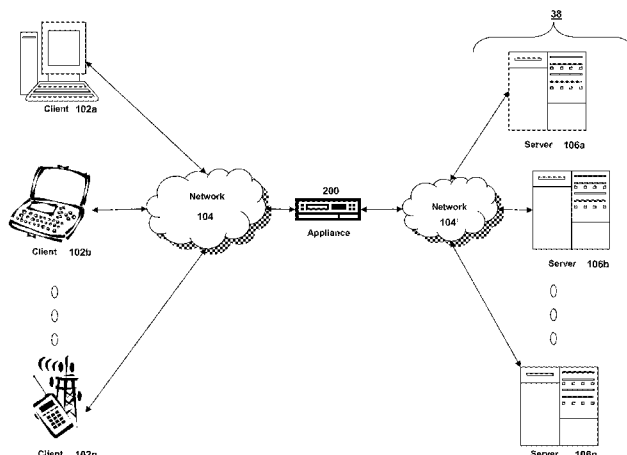 38
Client 102a
Server 106a
Network
104
200
Appliance
Network
104'
Client 102b
Server 106b
Client 102n
Server 106n